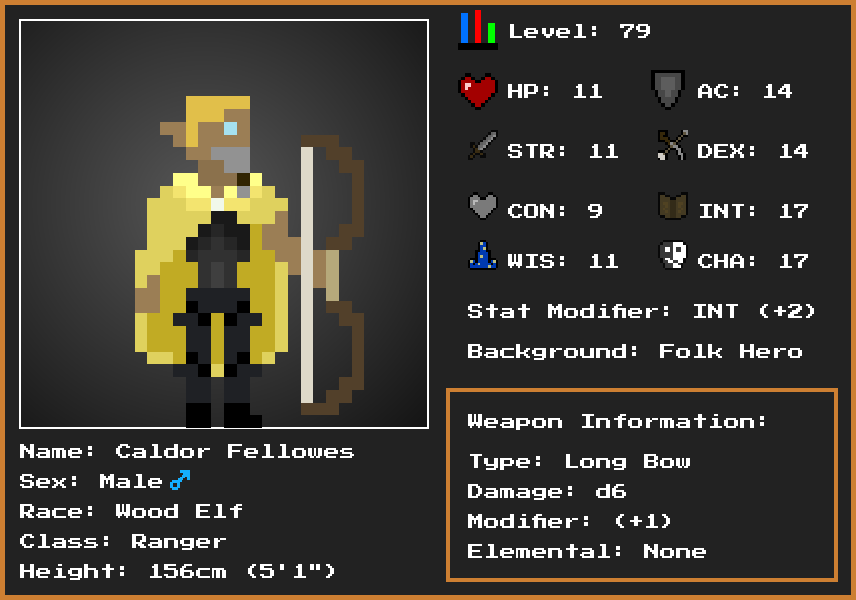 Level: 79
HP: 11 AC: 14
STR: 11 DEX: 14
CON: 9 INT: 17
WIS: 11 CHA: 17
Stat Modifier: INT (+2)
Background: Folk Hero
Weapon Information:
Type: Long Bow
Damage: d6
Modifier: (+1)
Elemental: None
Name: Caldor Fellowes
Sex: Male♂
Race: Wood Elf
Class: Ranger
Height: 156cm (5'1")